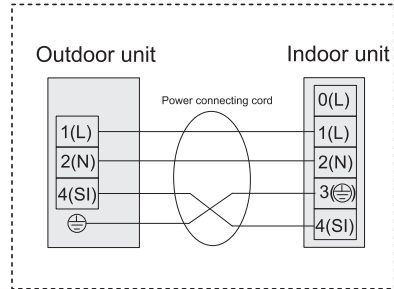 Outdoor unit
Indoor unit
Power connecting cord
0(L)
1(L)
1(L)
2(N)
2(N)
4(SI)
3(⏚)
4(SI)